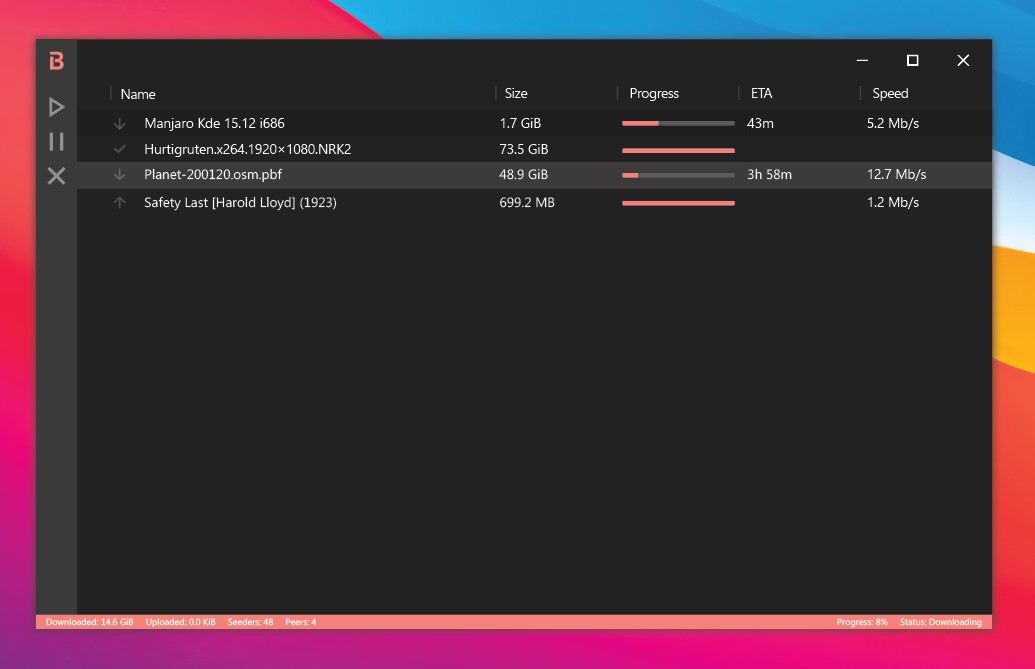 B
Name Size Progress ETA Speed
Manjaro Kde 15.12 i686 1.7 GiB 43m 5.2 Mb/s
Hurtigruten.x264.1920×1080.NRK2 73.5 GiB
Planet-200120.osm.pbf 48.9 GiB 3h 58m 12.7 Mb/s
Safety Last [Harold Lloyd] (1923) 699.2 MB 1.2 Mb/s
Downloaded: 14.6 GiB Uploaded: 0.0 KiB Seeders: 48 Peers: 4 Progress: 8% Status: Downloading